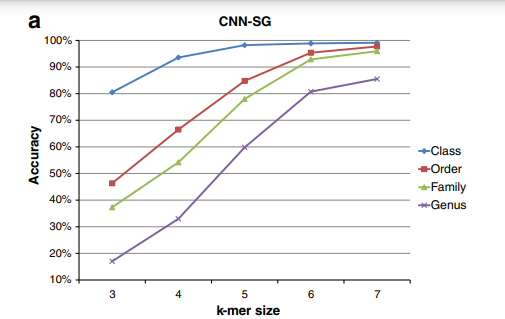 a
CNN-SG
100%
90%
80%
70%
60%
50%
40%
30%
20%
10%
Accuracy
3 4 5 6 7
k-mer size
Class
Order
Family
Genus